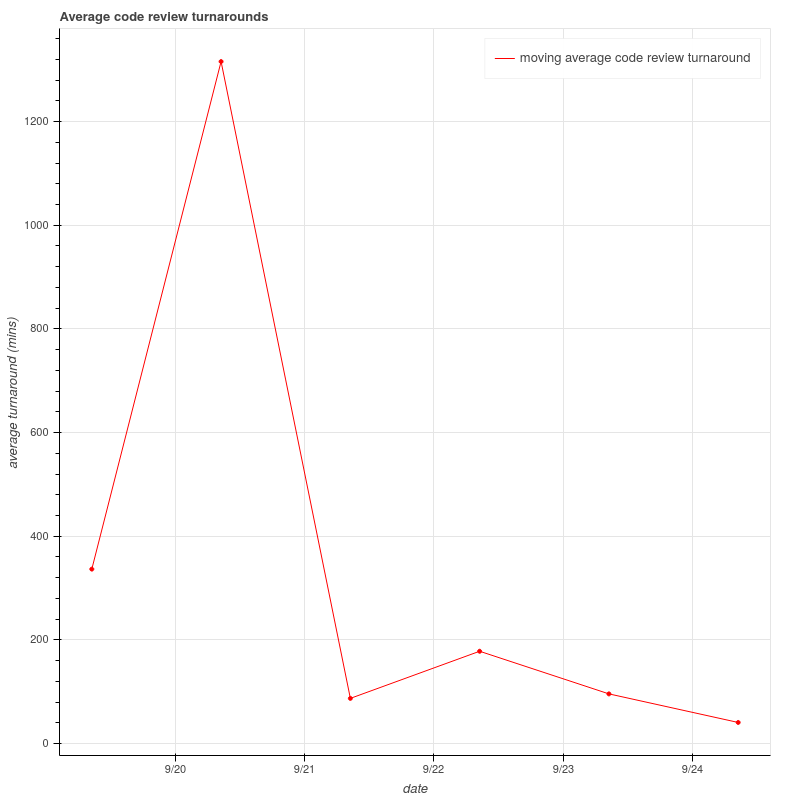 Average code review turnarounds
moving average code review turnaround
1200
1000
800
600
400
200
0
average turnaround (mins)
9/20 9/21 9/22 9/23 9/24
date